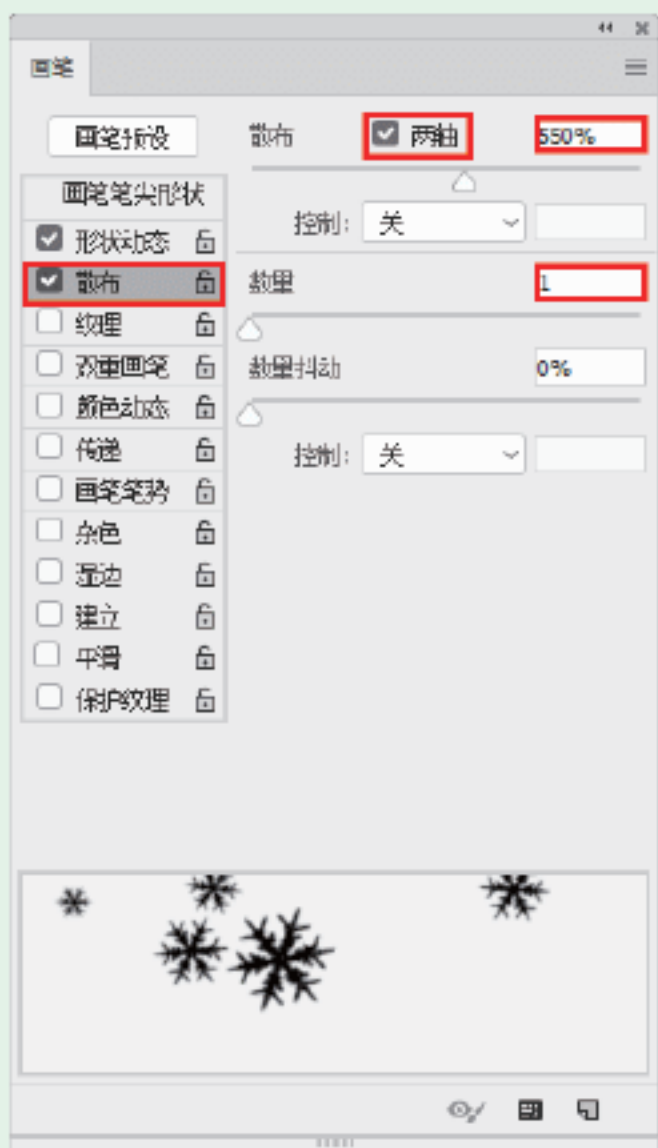 画笔
画笔预设
散布 两轴 550%
画笔笔尖形状
控制： 关
形状动态
散布
数量 1
纹理
双重画笔
数量抖动 0%
颜色动态
传递
控制： 关
画笔笔势
杂色
湿边
建立
平滑
保护纹理